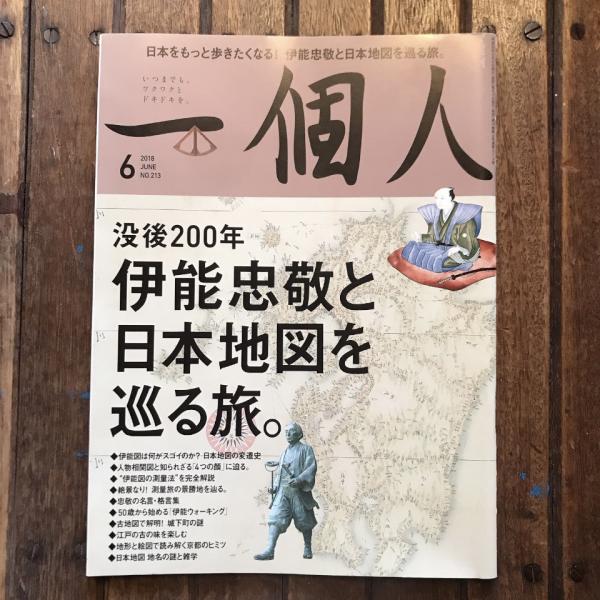 日本をもっと歩きたくなる! 伊能忠敬と日本地図を巡る旅。
いつまでも、
ワクワクと
ドキドキを。
一個人
6
2018
JUNE
NO.213
没後200年
伊能忠敬と
日本地図を
巡る旅。
◆伊能図は何がスゴイのか? 日本地図の変遷史
◆人物相関図と知られざる「4つの顔」に迫る。
◆“伊能図の測量法”を完全解説
◆絶景なり! 測量旅の景勝地を辿る。
◆忠敬の名言・格言集
◆50歳から始める「伊能ウォーキング」
◆古地図で解明! 城下町の謎
◆江戸の古の味を楽しむ
◆地形と絵図で読み解く京都のヒミツ
◆日本地図 地名の謎と雑学